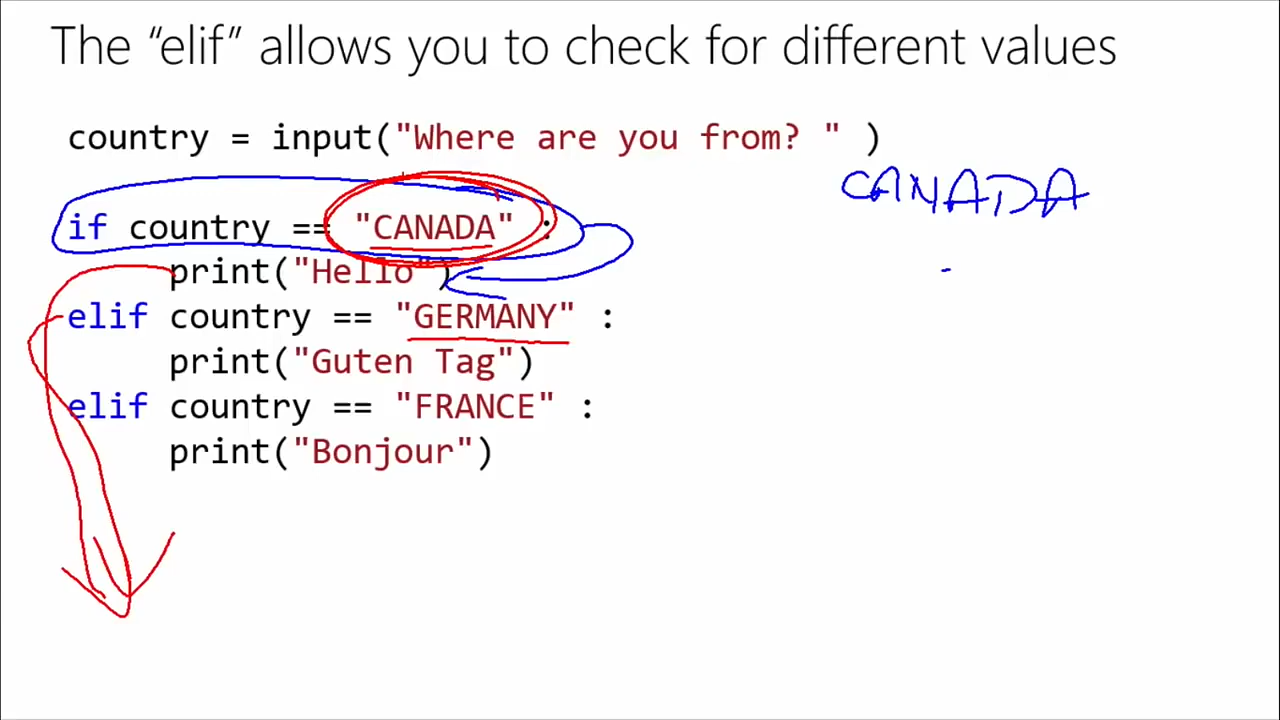 The “elif” allows you to check for different values
country = input("Where are you from? " )
CANADA
if country == "CANADA" :
print("Hello")
elif country == "GERMANY" :
print("Guten Tag")
elif country == "FRANCE" :
print("Bonjour")